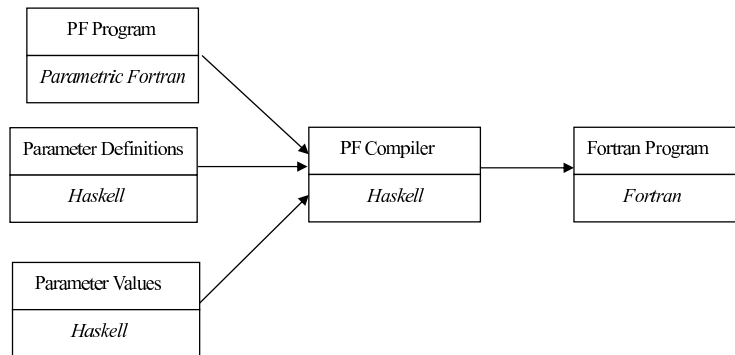 PF Program
Parametric Fortran
Parameter Definitions
Haskell
Parameter Values
Haskell
PF Compiler
Haskell
Fortran Program
Fortran